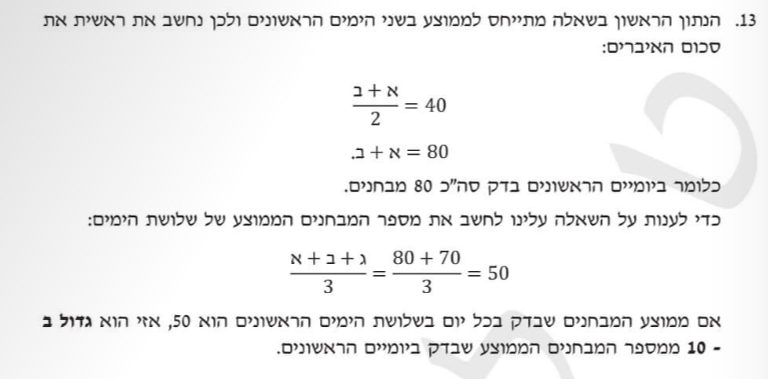 13. הנתון הראשון בשאלה מתייחס לממוצע בשני הימים הראשונים ולכן נחשב את ראשית את
סכום האיברים:
א + ב / 2 = 40
א + ב = 80.
כלומר ביומיים הראשונים בדק סה"כ 80 מבחנים.
כדי לענות על השאלה עלינו לחשב את מספר המבחנים הממוצע של שלושת הימים:
א + ב + ג / 3 = 80 + 70 / 3 = 50
אם ממוצע המבחנים שבדק בכל יום בשלושת הימים הראשונים הוא 50, אזי הוא גדול ב
- 10 ממספר המבחנים הממוצע שבדק ביומיים הראשונים.